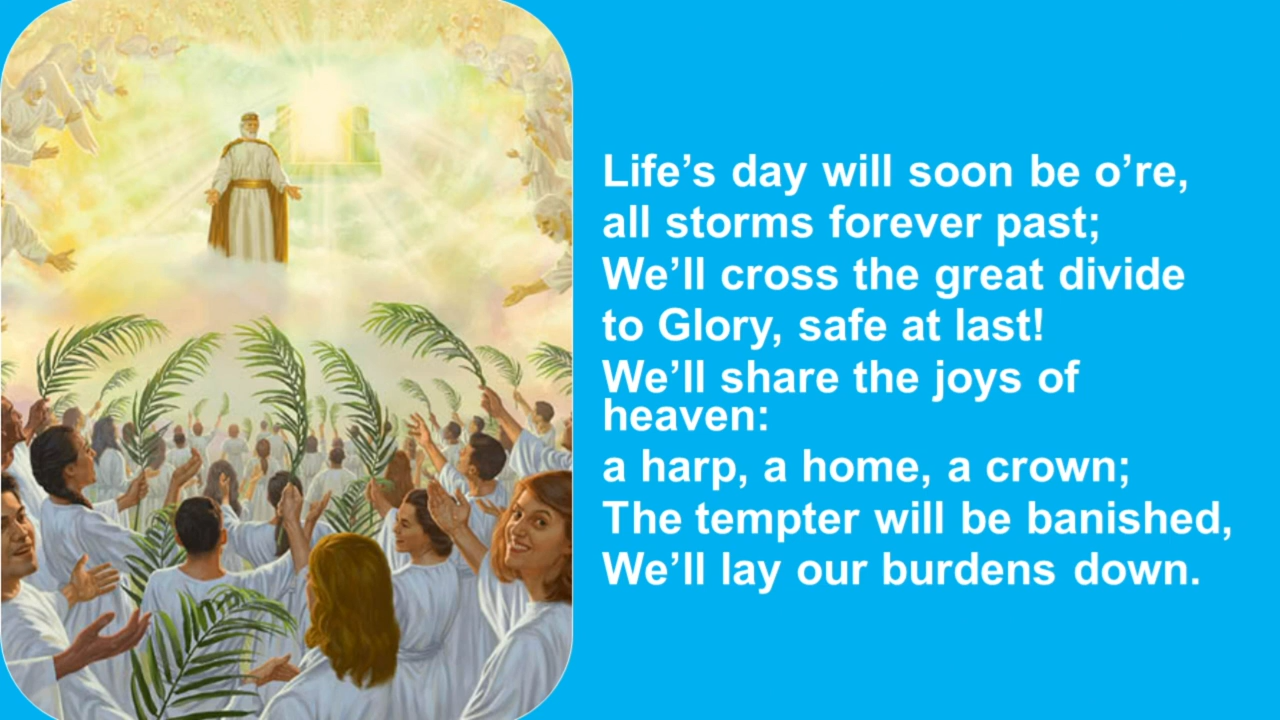 Life’s day will soon be o’re,
all storms forever past;
We’ll cross the great divide
to Glory, safe at last!
We’ll share the joys of
heaven:
a harp, a home, a crown;
The tempter will be banished,
We’ll lay our burdens down.